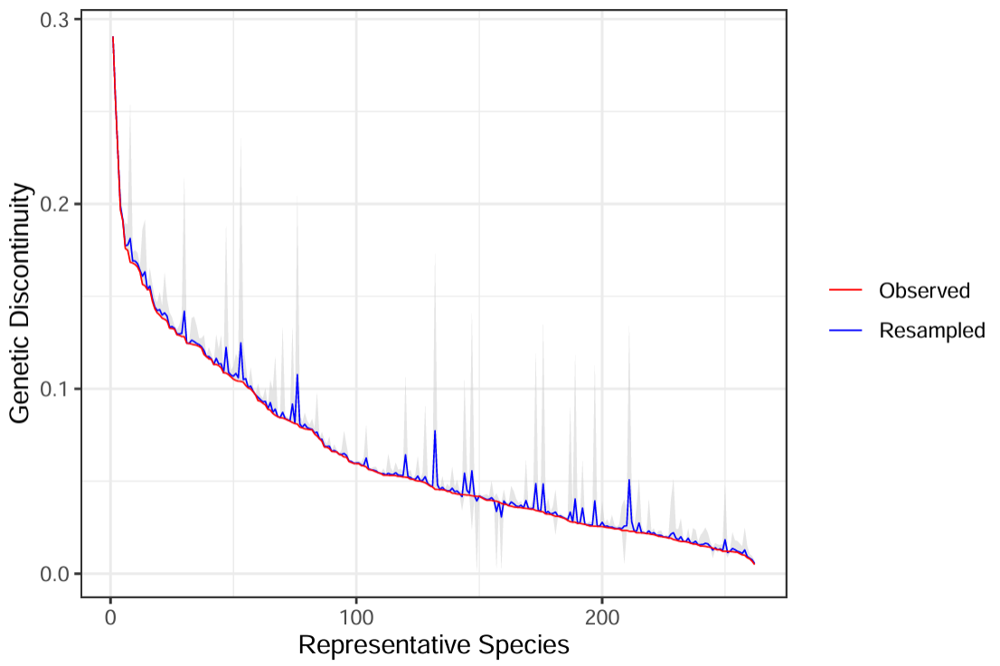 0.3
0.2
0.1
0.0
Genetic Discontinuity
0
100
200
Representative Species
Observed
Resampled